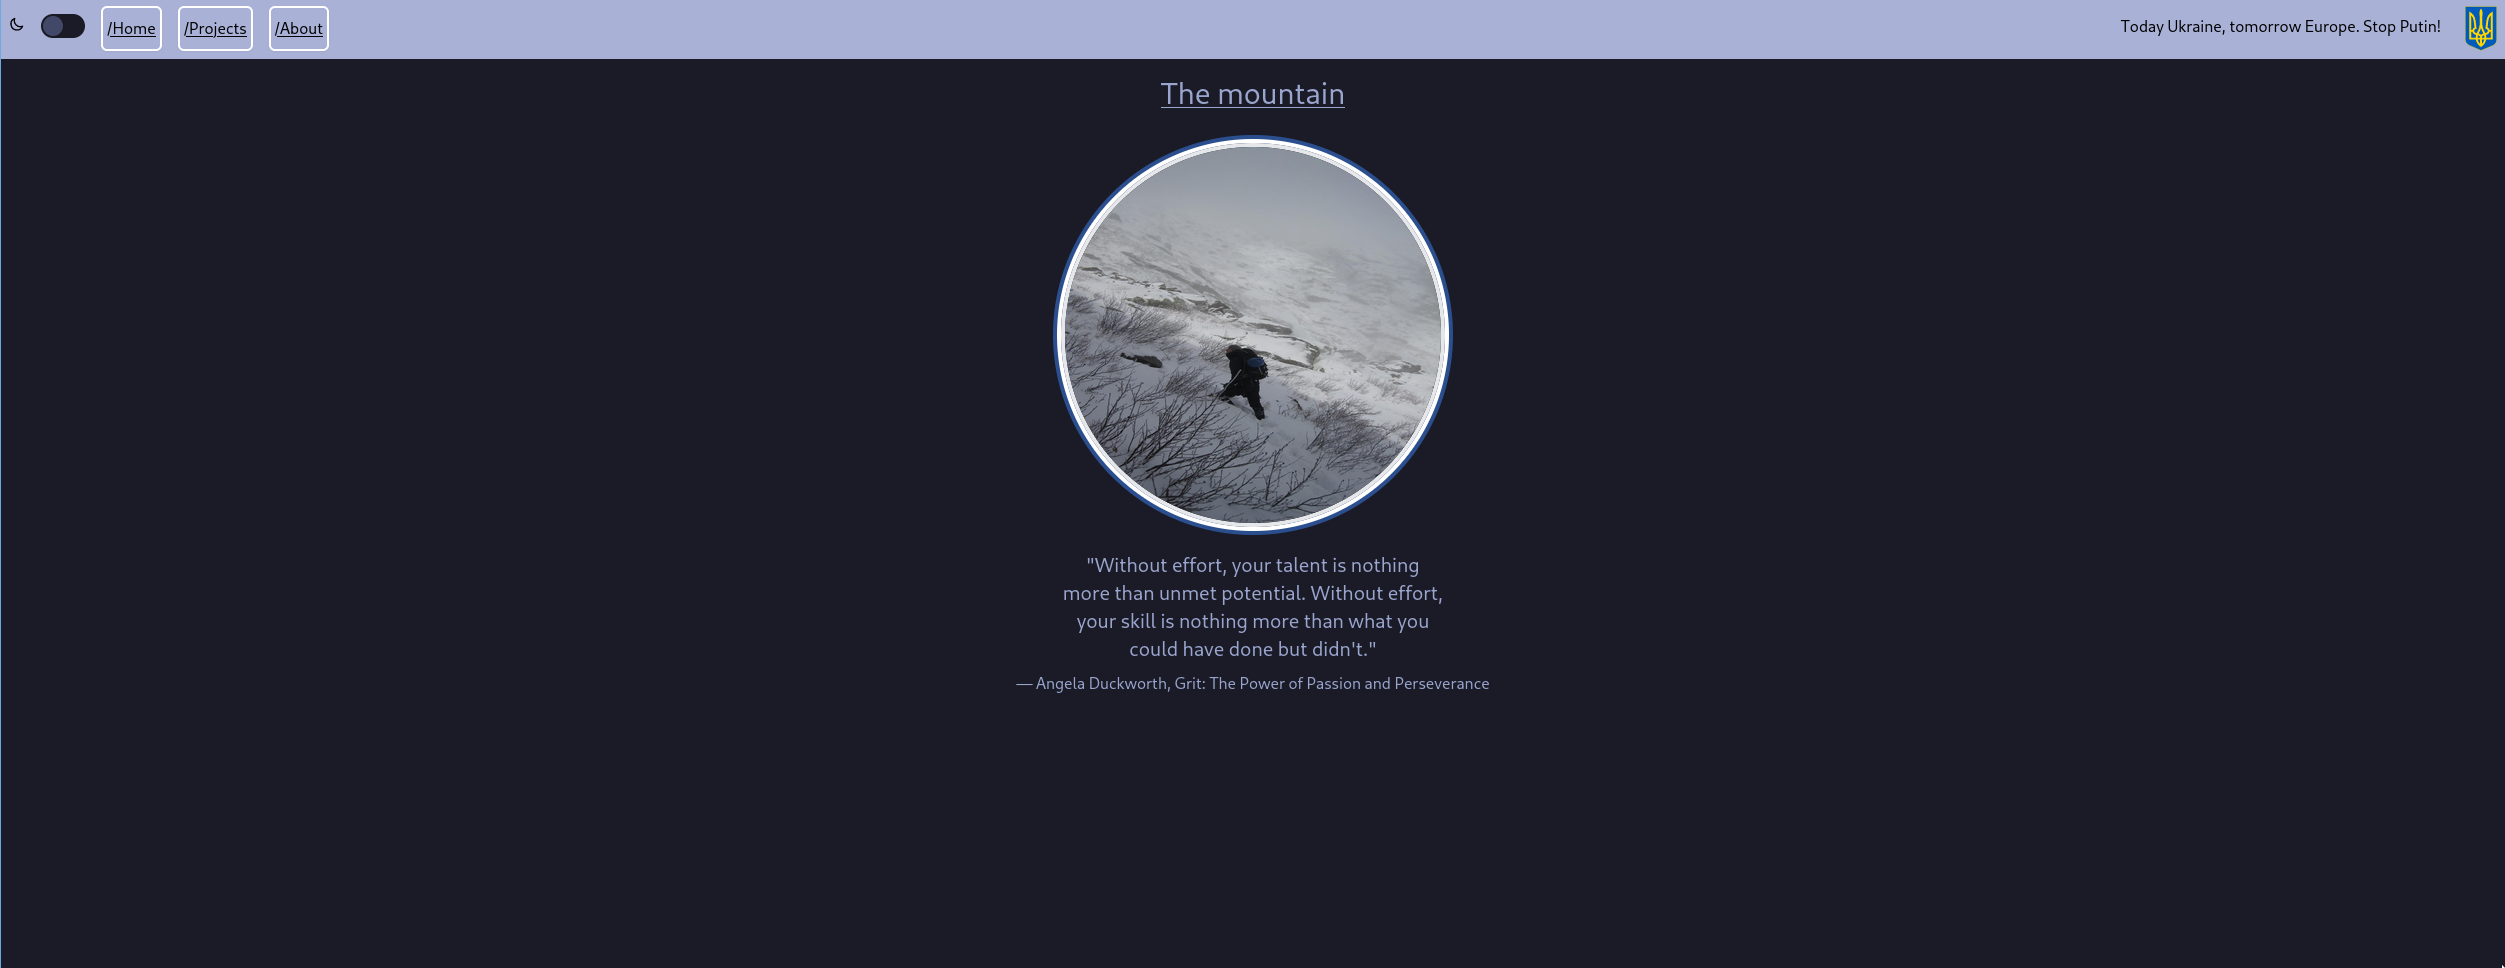 /Home /Projects /About Today Ukraine, tomorrow Europe. Stop Putin!
The mountain
"Without effort, your talent is nothing
more than unmet potential. Without effort,
your skill is nothing more than what you
could have done but didn't."
— Angela Duckworth, Grit: The Power of Passion and Perseverance